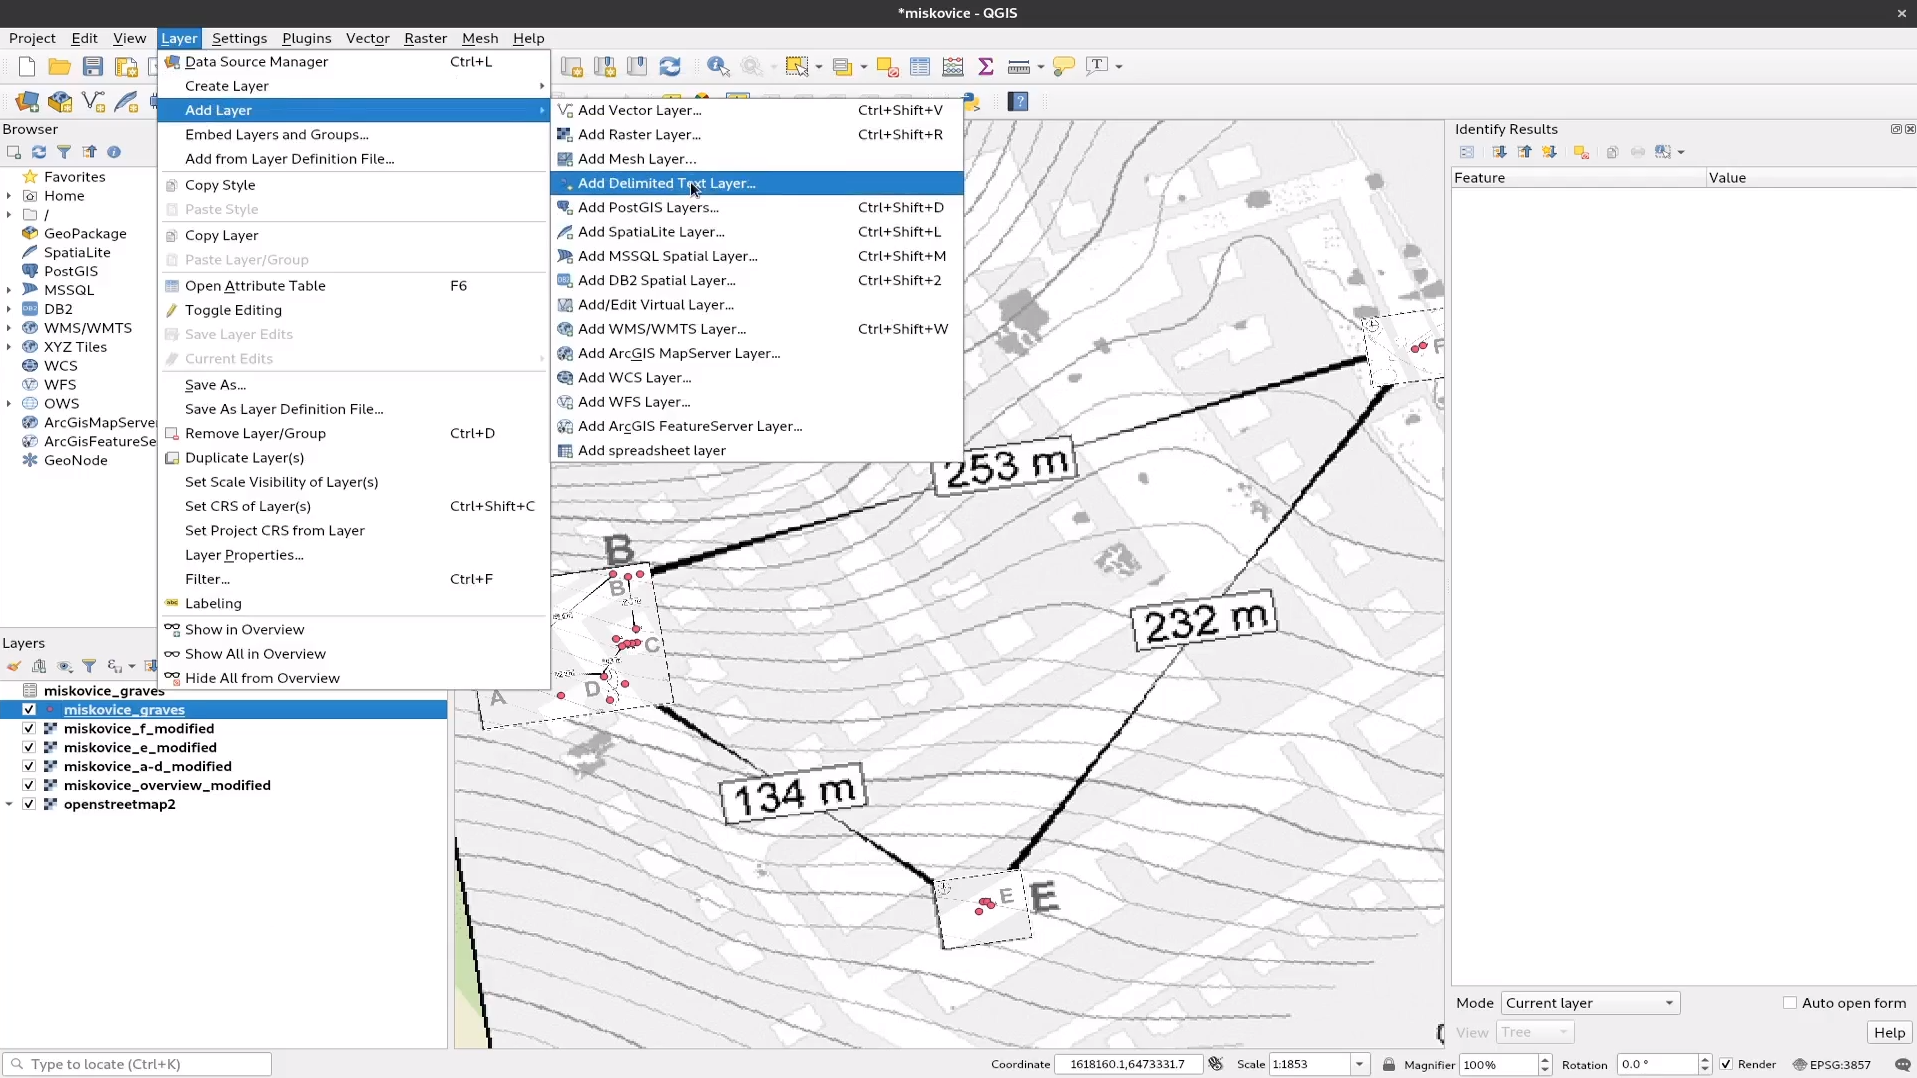 *miskovice - QGIS
Project Edit View Layer Settings Plugins Vector Raster Mesh Help
Data Source Manager Ctrl+L
Create Layer
Add Layer
Embed Layers and Groups...
Add from Layer Definition File...
Copy Style
Paste Style
Copy Layer
Paste Layer/Group
Open Attribute Table F6
Toggle Editing
Save Layer Edits
Current Edits
Save As...
Save As Layer Definition File...
Remove Layer/Group Ctrl+D
Duplicate Layer(s)
Set Scale Visibility of Layer(s)
Set CRS of Layer(s) Ctrl+Shift+C
Set Project CRS from Layer
Layer Properties...
Filter... Ctrl+F
Labeling
Show in Overview
Show All in Overview
Hide All from Overview
Add Vector Layer... Ctrl+Shift+V
Add Raster Layer... Ctrl+Shift+R
Add Mesh Layer...
Add Delimited Text Layer...
Add PostGIS Layers... Ctrl+Shift+D
Add SpatiaLite Layer... Ctrl+Shift+L
Add MSSQL Spatial Layer... Ctrl+Shift+M
Add DB2 Spatial Layer... Ctrl+Shift+2
Add/Edit Virtual Layer...
Add WMS/WMTS Layer... Ctrl+Shift+W
Add ArcGIS MapServer Layer...
Add WCS Layer...
Add WFS Layer...
Add ArcGIS FeatureServer Layer...
Add spreadsheet layer
Browser
Favorites
Home
/
GeoPackage
SpatiaLite
PostGIS
MSSQL
DB2
WMS/WMTS
XYZ Tiles
WCS
WFS
OWS
ArcGisMapServer
ArcGisFeatureSe
GeoNode
Layers
miskovice_graves
miskovice_graves
miskovice_f_modified
miskovice_e_modified
miskovice_a-d_modified
miskovice_overview_modified
openstreetmap2
253 m
232 m
134 m
B
B
C
D
A
E
E
F
Identify Results
Feature Value
Mode Current layer Auto open form
View Tree Help
Type to locate (Ctrl+K)
Coordinate 1618160.1,6473331.7 Scale 1:1853 Magnifier 100% Rotation 0.0 ° Render EPSG:3857